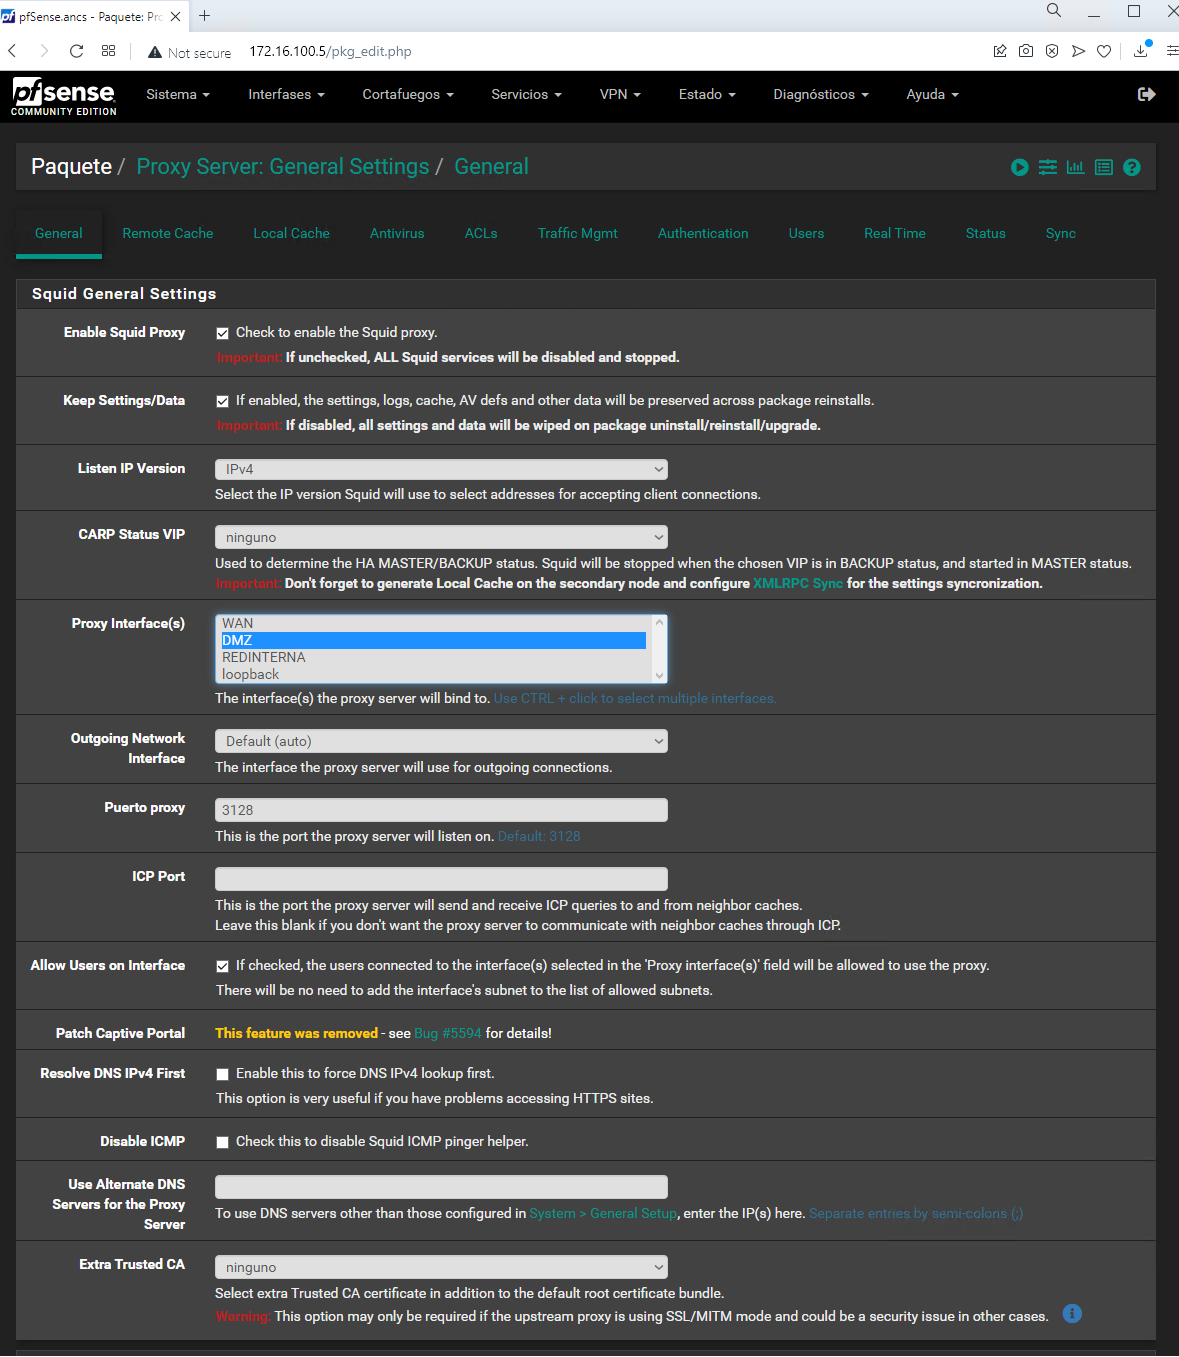 pfSense.ancs - Paquete: Pro
Not secure 172.16.100.5/pkg_edit.php
pfsense
COMMUNITY EDITION
Sistema Interfases Cortafuegos Servicios VPN Estado Diagnósticos Ayuda
Paquete / Proxy Server: General Settings / General
General Remote Cache Local Cache Antivirus ACLs Traffic Mgmt Authentication Users Real Time Status Sync
Squid General Settings
Enable Squid Proxy Check to enable the Squid proxy.
Important: If unchecked, ALL Squid services will be disabled and stopped.
Keep Settings/Data If enabled, the settings, logs, cache, AV defs and other data will be preserved across package reinstalls.
Important: If disabled, all settings and data will be wiped on package uninstall/reinstall/upgrade.
Listen IP Version IPv4
Select the IP version Squid will use to select addresses for accepting client connections.
CARP Status VIP ninguno
Used to determine the HA MASTER/BACKUP status. Squid will be stopped when the chosen VIP is in BACKUP status, and started in MASTER status.
Important: Don't forget to generate Local Cache on the secondary node and configure XMLRPC Sync for the settings syncronization.
Proxy Interface(s) WAN
DMZ
REDINTERNA
loopback
The interface(s) the proxy server will bind to. Use CTRL + click to select multiple interfaces.
Outgoing Network
Interface
Default (auto)
The interface the proxy server will use for outgoing connections.
Puerto proxy 3128
This is the port the proxy server will listen on. Default: 3128
ICP Port
This is the port the proxy server will send and receive ICP queries to and from neighbor caches.
Leave this blank if you don't want the proxy server to communicate with neighbor caches through ICP.
Allow Users on Interface If checked, the users connected to the interface(s) selected in the 'Proxy interface(s)' field will be allowed to use the proxy.
There will be no need to add the interface's subnet to the list of allowed subnets.
Patch Captive Portal This feature was removed - see Bug #5594 for details!
Resolve DNS IPv4 First Enable this to force DNS IPv4 lookup first.
This option is very useful if you have problems accessing HTTPS sites.
Disable ICMP Check this to disable Squid ICMP pinger helper.
Use Alternate DNS
Servers for the Proxy
Server
To use DNS servers other than those configured in System > General Setup, enter the IP(s) here. Separate entries by semi-colons (;)
Extra Trusted CA ninguno
Select extra Trusted CA certificate in addition to the default root certificate bundle.
Warning: This option may only be required if the upstream proxy is using SSL/MITM mode and could be a security issue in other cases.